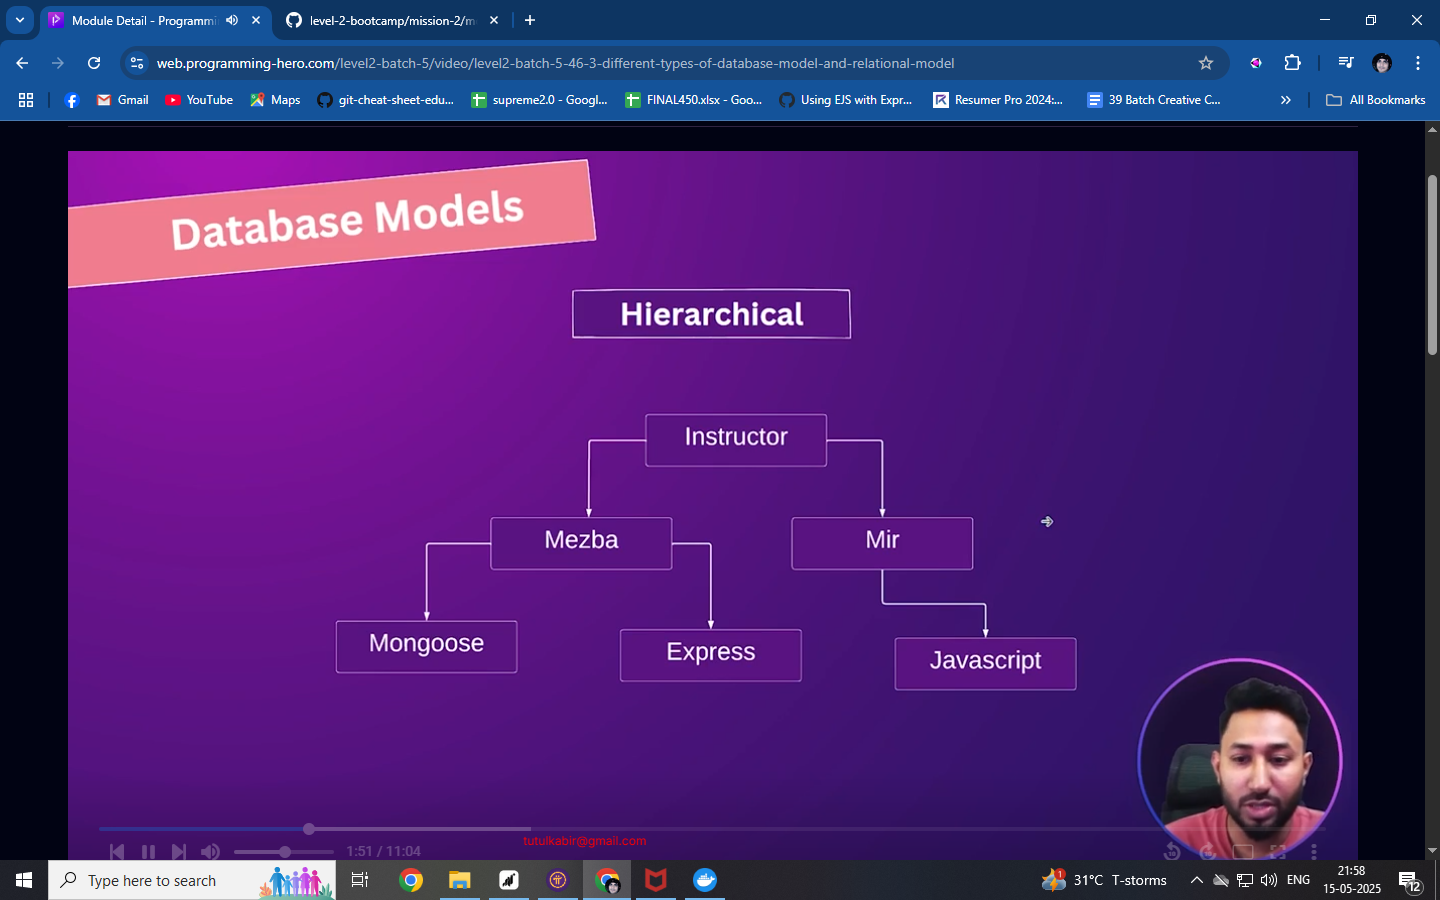 Module Detail - Programmi
level-2-bootcamp/mission-2/m
web.programming-hero.com/level2-batch-5/video/level2-batch-5-46-3-different-types-of-database-model-and-relational-model
Gmail
YouTube
Maps
git-cheat-sheet-edu...
supreme2.0 - Googl...
FINAL450.xlsx - Goo...
Using EJS with Expr...
Resumer Pro 2024:...
39 Batch Creative C...
»
All Bookmarks
Database Models
Hierarchical
Instructor
Mezba
Mir
Mongoose
Express
Javascript
tutulkabir@gmail.com
1:51 / 11:04
Type here to search
1
31°C T-storms
ENG
21:58
15-05-2025
12